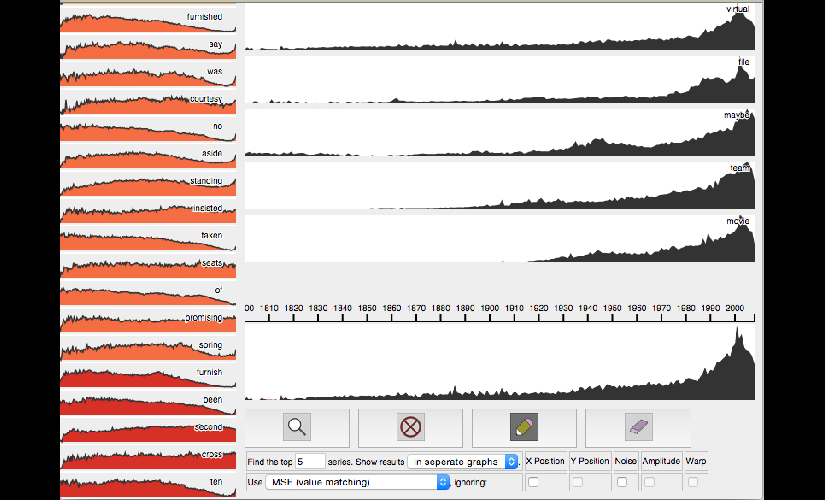 furnished
say
was
courtesy
no
aside
standing
insisted
taken
seats
of
promising
spring
furnish
been
second
cross
ten
virtual
file
maybe
team
movie
00 1810 1820 1830 1840 1850 1860 1870 1880 1890 1900 1910 1920 1930 1940 1950 1960 1970 1980 1990 2000
Find the top 5 series. Show results in seperate graphs . X Position Y Position Noise Amplitude Warp
Use MSE (value matching) , ignoring: